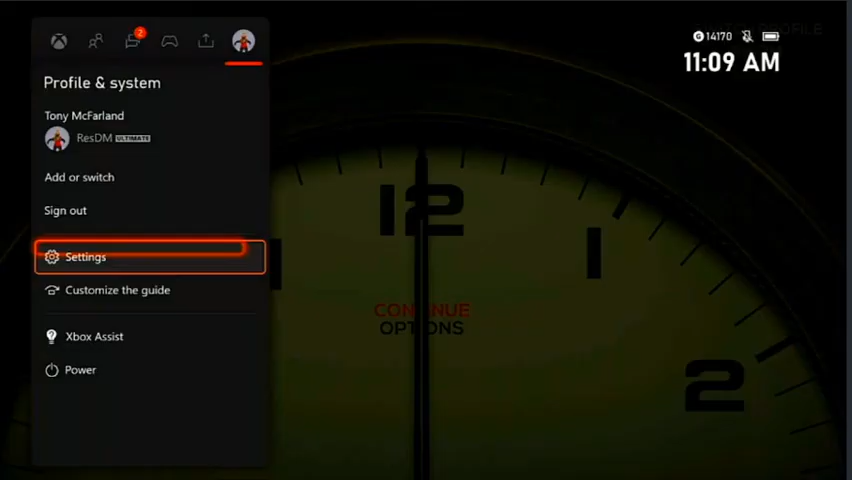 2
14170
11:09 AM
Profile & system
Tony McFarland
ResDM ULTIMATE
Add or switch
Sign out
Settings
Customize the guide
Xbox Assist
Power
12
1
2
CONTINUE
OPTIONS